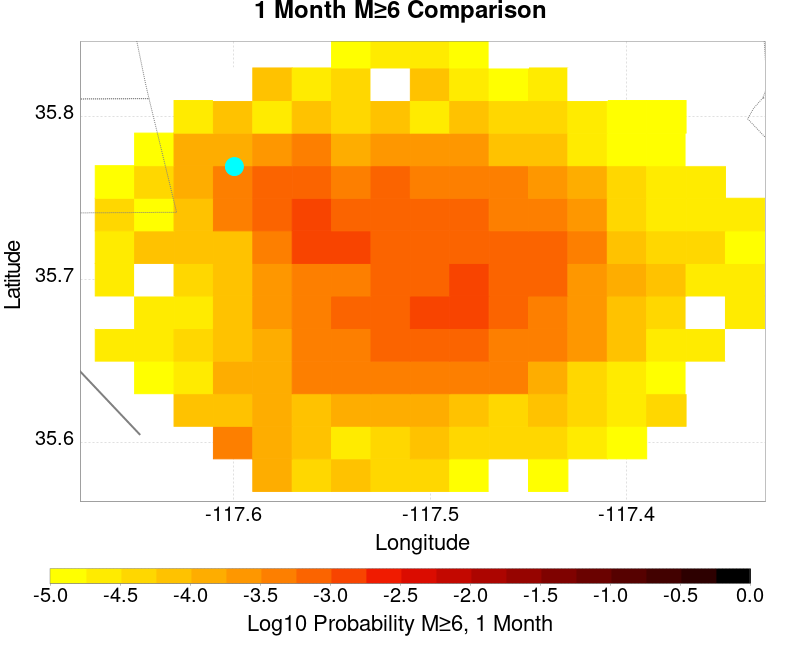 1 Month M≥6 Comparison
35.8
35.7
35.6
Latitude
-117.6 -117.5 -117.4
Longitude
-5.0 -4.5 -4.0 -3.5 -3.0 -2.5 -2.0 -1.5 -1.0 -0.5 0.0
Log10 Probability M≥6, 1 Month